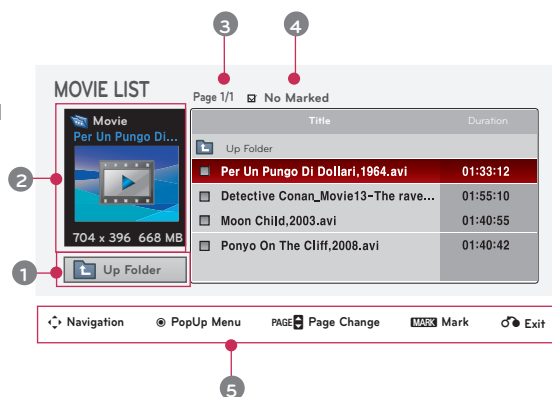 3
4
MOVIE LIST
Page 1/1 No Marked
Movie
Per Un Pungo Di...
704 x 396 668 MB
Up Folder
Title Duration
Up Folder
Per Un Pungo Di Dollari,1964.avi 01:33:12
Detective Conan_Movie13-The rave... 01:55:10
Moon Child,2003.avi 01:40:55
Ponyo On The Cliff,2008.avi 01:40:42
2
1
Navigation PopUp Menu PAGE Page Change MARK Mark Exit
5